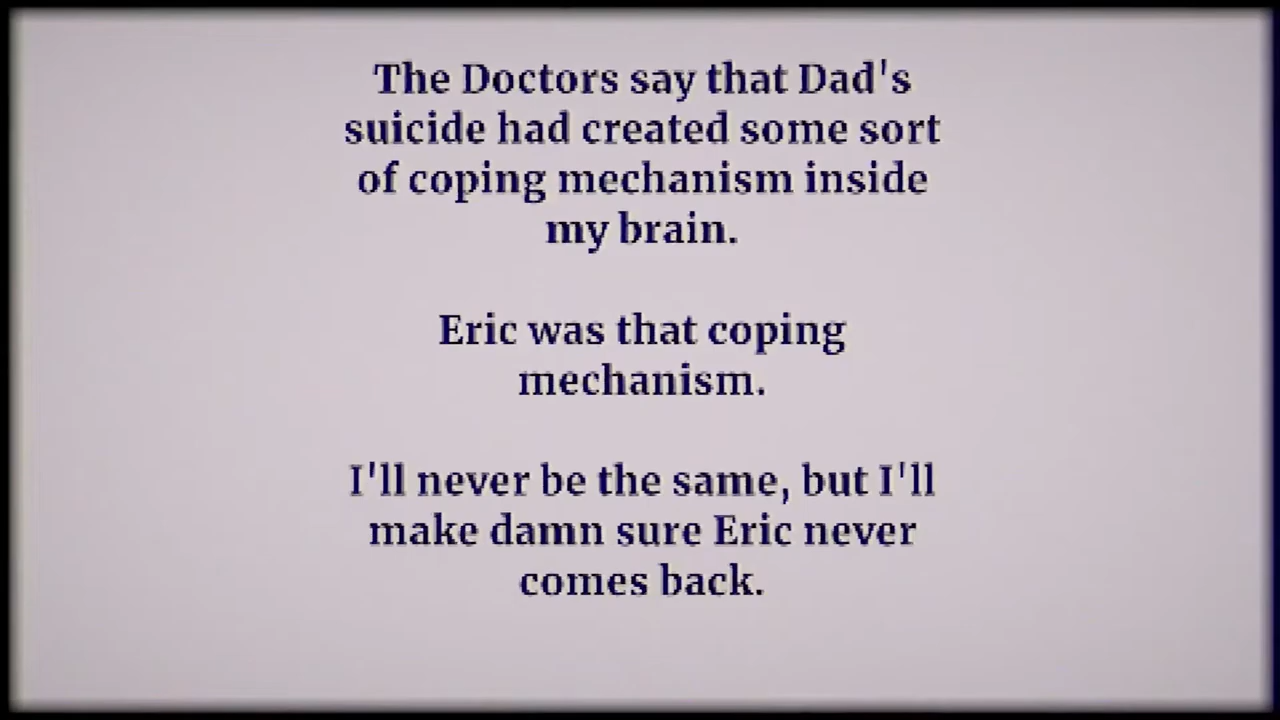 The Doctors say that Dad's
suicide had created some sort
of coping mechanism inside
my brain.
Eric was that coping
mechanism.
I'll never be the same, but I'll
make damn sure Eric never
comes back.